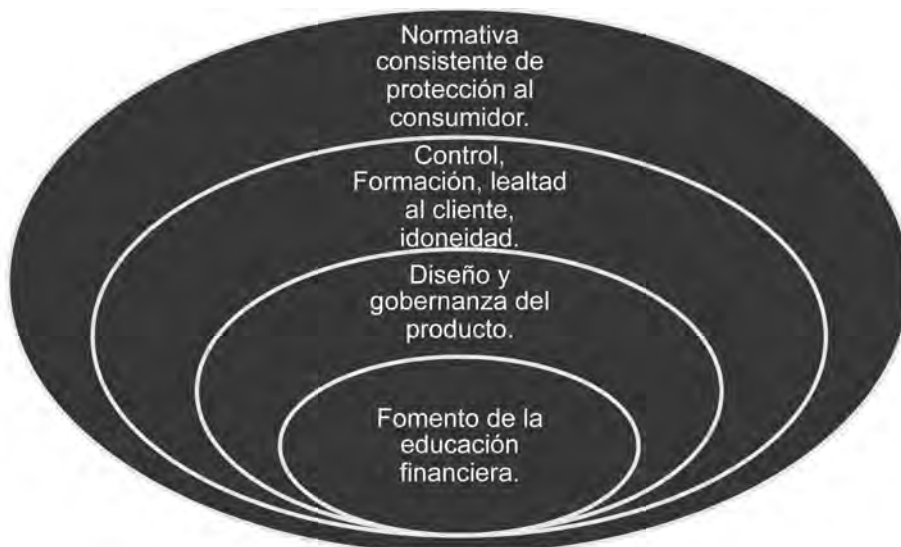 Normativa
consistente de
protección al
consumidor.
Control,
Formación, lealtad
al cliente,
idoneidad.
Diseño y
gobernanza del
producto.
Fomento de la
educación
financiera.